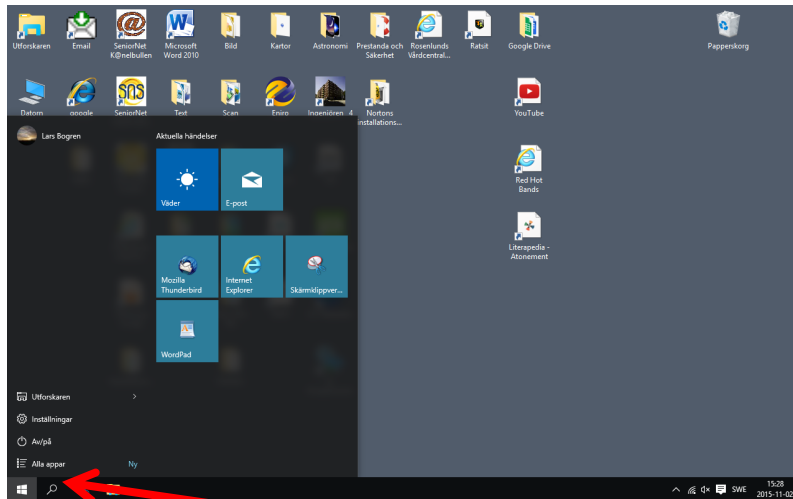 Utforskaren
Email
SeniorNet
K@nelbullen
Microsoft
Word 2010
Bild
Kartor
Astronomi
Prestanda och
Säkerhet
Rosenlunds
Vårdcentral...
Ratsit
Google Drive
Papperskorg
Datorn
google
SeniorNet
Text
Scan
Eniro
Ingenjören_4
Nortons
installations...
YouTube
Lars Bogren
Aktuella händelser
Väder
E-post
Red Hot
Bands
Mozilla
Thunderbird
Internet
Explorer
Skärmklippver...
Literapedia -
Atonement
WordPad
Utforskaren
Inställningar
Av/på
Alla appar
Ny
SWE
15:28
2015-11-02